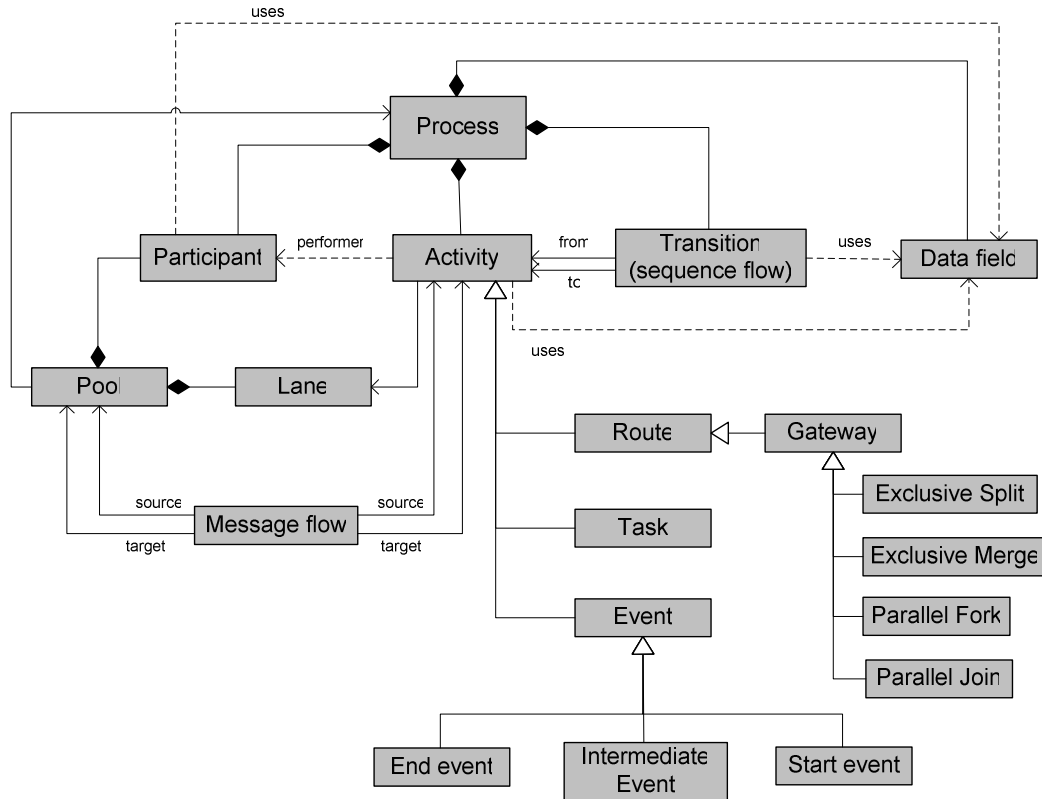 uses
Process
Participant
performer
Activity
from
to
Transition
(sequence flow)
uses
Data field
uses
Pool
Lane
Route
Gateway
source
target
Message flow
source
target
Exclusive Split
Task
Exclusive Merge
Event
Parallel Fork
Parallel Join
End event
Intermediate
Event
Start event